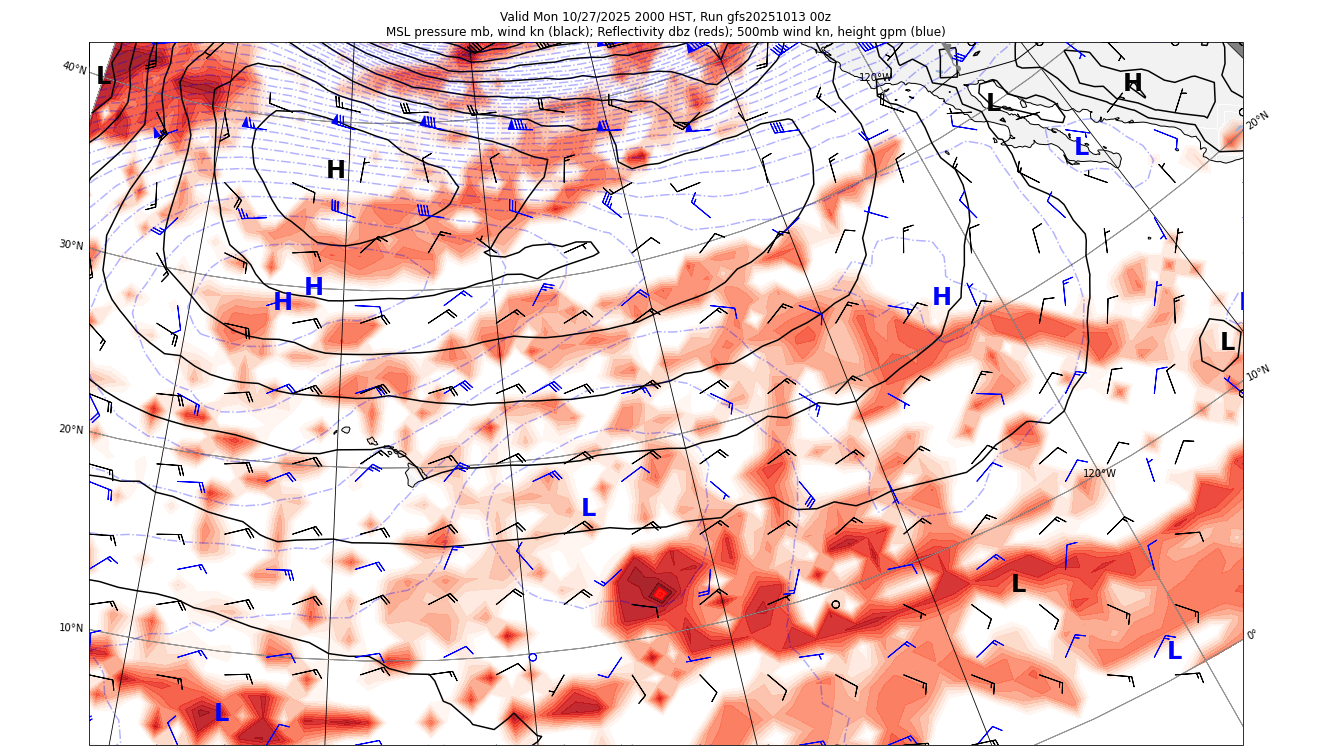 Valid Mon 10/27/2025 2000 HST, Run gfs20251013 00z
MSL pressure mb, wind kn (black); Reflectivity dbz (reds); 500mb wind kn, height gpm (blue)
40°N
L
120°W
H
L
20°N
L
H
30°N
H
H
H
L
10°N
20°N
120°W
L
L
10°N
0°
L
L